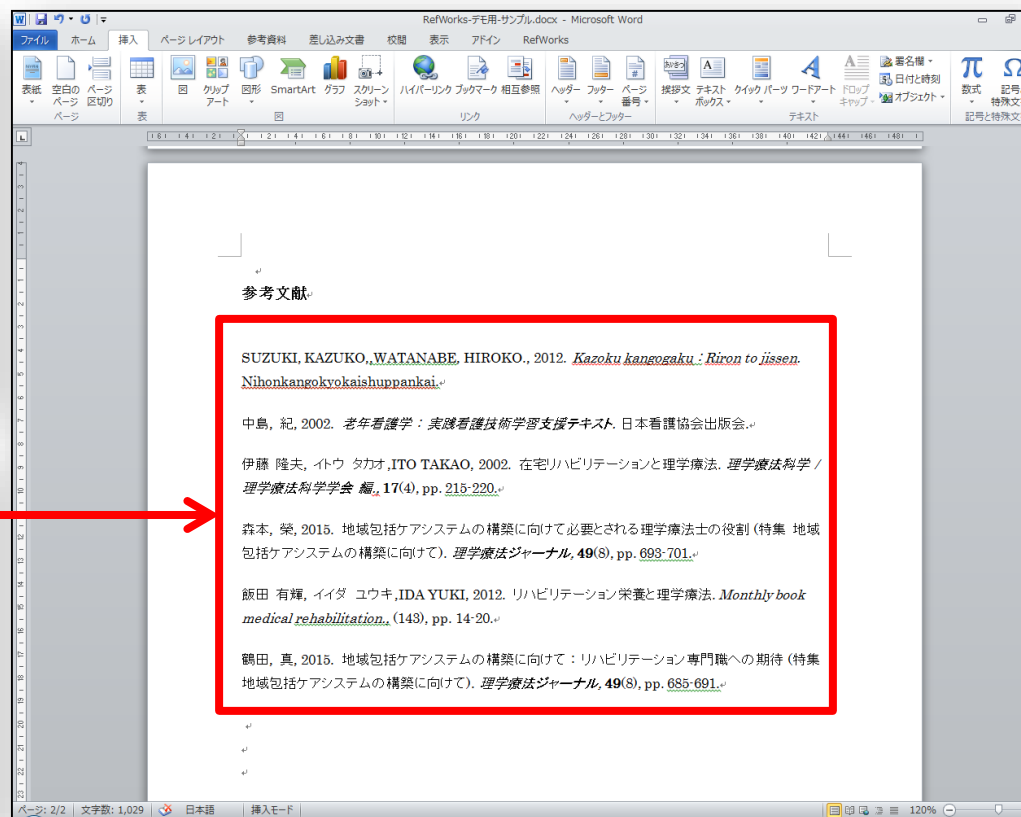 RefWorks-デモ用-サンプル.docx - Microsoft Word
ファイル ホーム 挿入 ページ レイアウト 参考資料 差し込み文書 校閲 表示 アドイン RefWorks
表紙 空白のページ ページ区切り 表 図 クリップアート 図形 SmartArt グラフ スクリーンショット ハイパーリンク ブックマーク 相互参照 ヘッダー フッター ページ番号 挨拶文 テキストボックス クイック パーツ ワードアート ドロップキャップ 署名欄 日付と時刻 オブジェクト 数式
ページ 表 図 リンク ヘッダーとフッター テキスト
参考文献
SUZUKI, KAZUKO,,WATANABE, HIROKO., 2012. Kazoku kangogaku : Riron to jissen.
Nihonkangokyokaishuppankai.
中島, 紀, 2002. 老年看護学 : 実践看護技術学習支援テキスト. 日本看護協会出版会.
伊藤 隆夫, イトウ タカオ,ITO TAKAO, 2002. 在宅リハビリテーションと理学療法. 理学療法科学 /
理学療法科学学会 編., 17(4), pp. 215-220.
森本, 榮, 2015. 地域包括ケアシステムの構築に向けて必要とされる理学療法士の役割 (特集 地域
包括ケアシステムの構築に向けて). 理学療法ジャーナル, 49(8), pp. 693-701.
飯田 有輝, イイダ ユウキ,IDA YUKI, 2012. リハビリテーション栄養と理学療法. Monthly book
medical rehabilitation., (143), pp. 14-20.
鶴田, 真, 2015. 地域包括ケアシステムの構築に向けて : リハビリテーション専門職への期待 (特集
地域包括ケアシステムの構築に向けて). 理学療法ジャーナル, 49(8), pp. 685-691.
ページ: 2/2 文字数: 1,029 日本語 挿入モード 120%